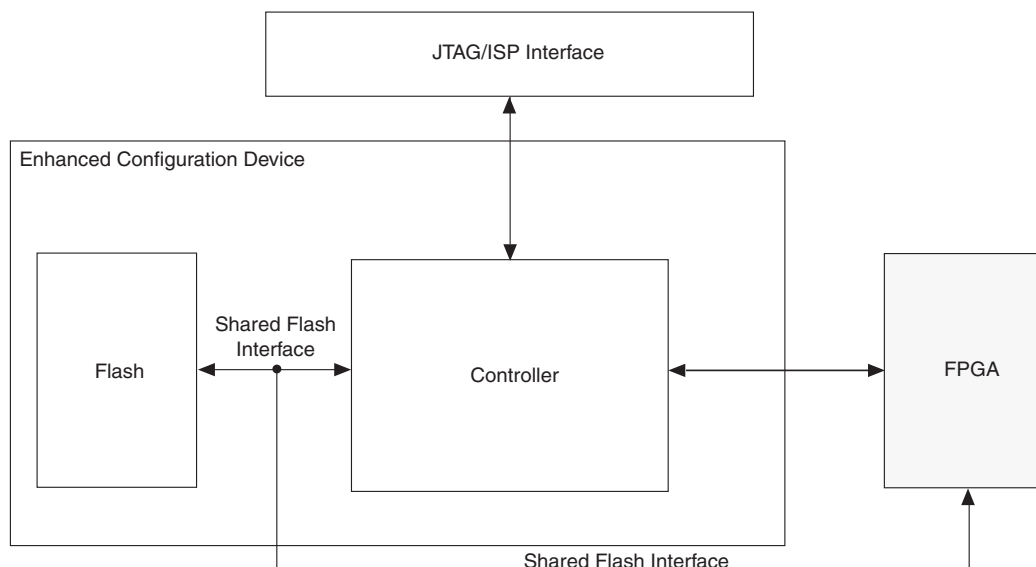 JTAG/ISP Interface
Enhanced Configuration Device
Shared Flash
Interface
Flash
Controller
FPGA
Shared Flash Interface